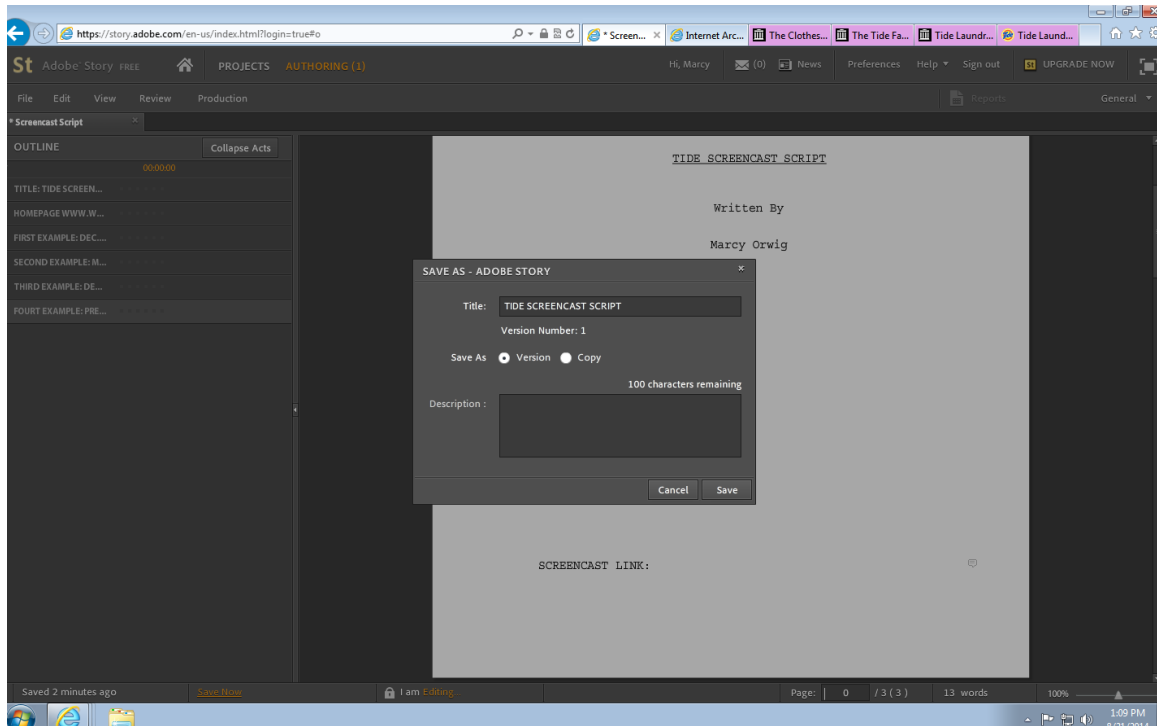 https://story.adobe.com/en-us/index.html?login=true#o
* Screen...
Internet Arc...
The Clothes...
The Tide Fa...
Tide Laundr...
Tide Laund...
St Adobe Story FREE PROJECTS AUTHORING (1) Hi, Marcy (0) News Preferences Help Sign out St UPGRADE NOW
File Edit View Review Production Reports General
* Screencast Script
OUTLINE Collapse Acts
00:00:00
TITLE: TIDE SCREEN...
HOMEPAGE WWW.W...
FIRST EXAMPLE: DEC....
SECOND EXAMPLE: M...
THIRD EXAMPLE: DE...
FOURT EXAMPLE: PRE...
TIDE SCREENCAST SCRIPT
Written By
Marcy Orwig
SAVE AS - ADOBE STORY
Title: TIDE SCREENCAST SCRIPT
Version Number: 1
Save As Version Copy
100 characters remaining
Description :
Cancel Save
SCREENCAST LINK:
Saved 2 minutes ago Save Now I am Editing... Page: 0 / 3 ( 3 ) 13 words 100%
1:09 PM
8/21/2014